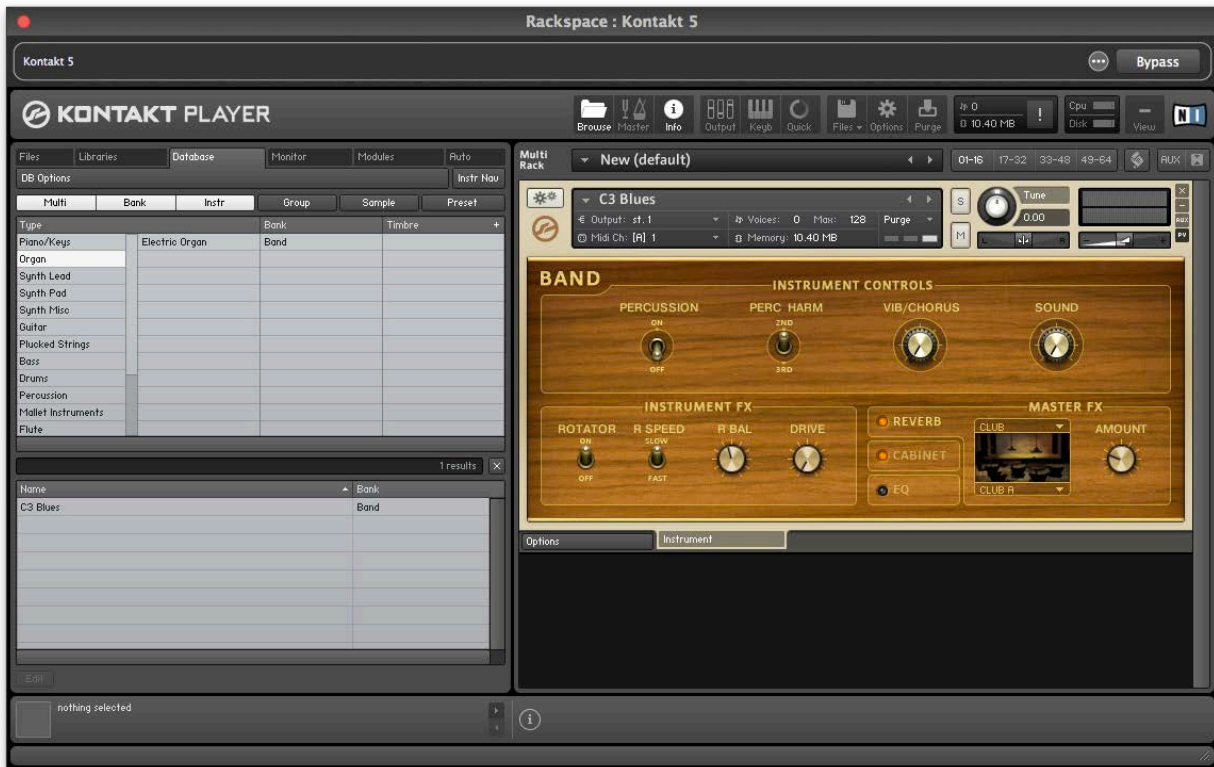 Rackspace : Kontakt 5
Kontakt 5
Bypass
KONTAKT PLAYER
Browse Master Info Output Keyb Quick Files Options Purge
0
10.40 MB
!
Cpu
Disk
View
NI
Files Libraries Database Monitor Modules Auto
DB Options Instr Nav
Multi Bank Instr Group Sample Preset
Type Bank Timbre +
Piano/Keys Electric Organ Band
Organ
Synth Lead
Synth Pad
Synth Misc
Guitar
Plucked Strings
Bass
Drums
Percussion
Mallet Instruments
Flute
1 results
Name Bank
C3 Blues Band
Edit
nothing selected
Multi
Rack
New (default)
01-16 17-32 33-48 49-64 AUX
C3 Blues
Output: st.1 Voices: 0 Max: 128 Purge
Midi Ch: [A] 1 Memory: 10.40 MB
S
M
Tune
0.00
L R
AUX
PV
BAND
INSTRUMENT CONTROLS
PERCUSSION PERC HARM VIB/CHORUS SOUND
ON 2ND
OFF 3RD
INSTRUMENT FX
ROTATOR R SPEED R BAL DRIVE
ON SLOW
OFF FAST
REVERB
CABINET
EQ
MASTER FX
CLUB
AMOUNT
CLUB A
Options Instrument